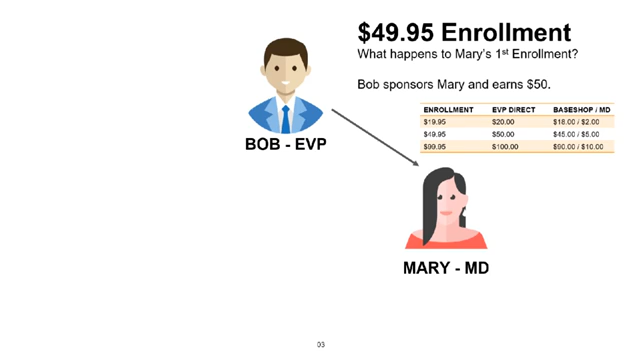 $49.95 Enrollment
What happens to Mary's 1st Enrollment?
Bob sponsors Mary and earns $50.
ENROLLMENT EVP DIRECT BASESHOP / MD
$19.95 $20.00 $18.00 / $2.00
$49.95 $50.00 $45.00 / $5.00
$99.95 $100.00 $90.00 / $10.00
BOB - EVP
MARY - MD
03